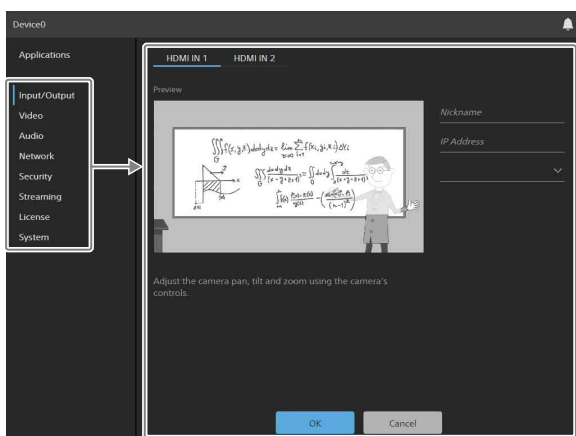 Device0
Applications
Input/Output
Video
Audio
Network
Security
Streaming
License
System
HDMI IN 1
HDMI IN 2
Preview
Nickname
IP Address
Adjust the camera pan, tilt and zoom using the camera's
controls.
OK
Cancel